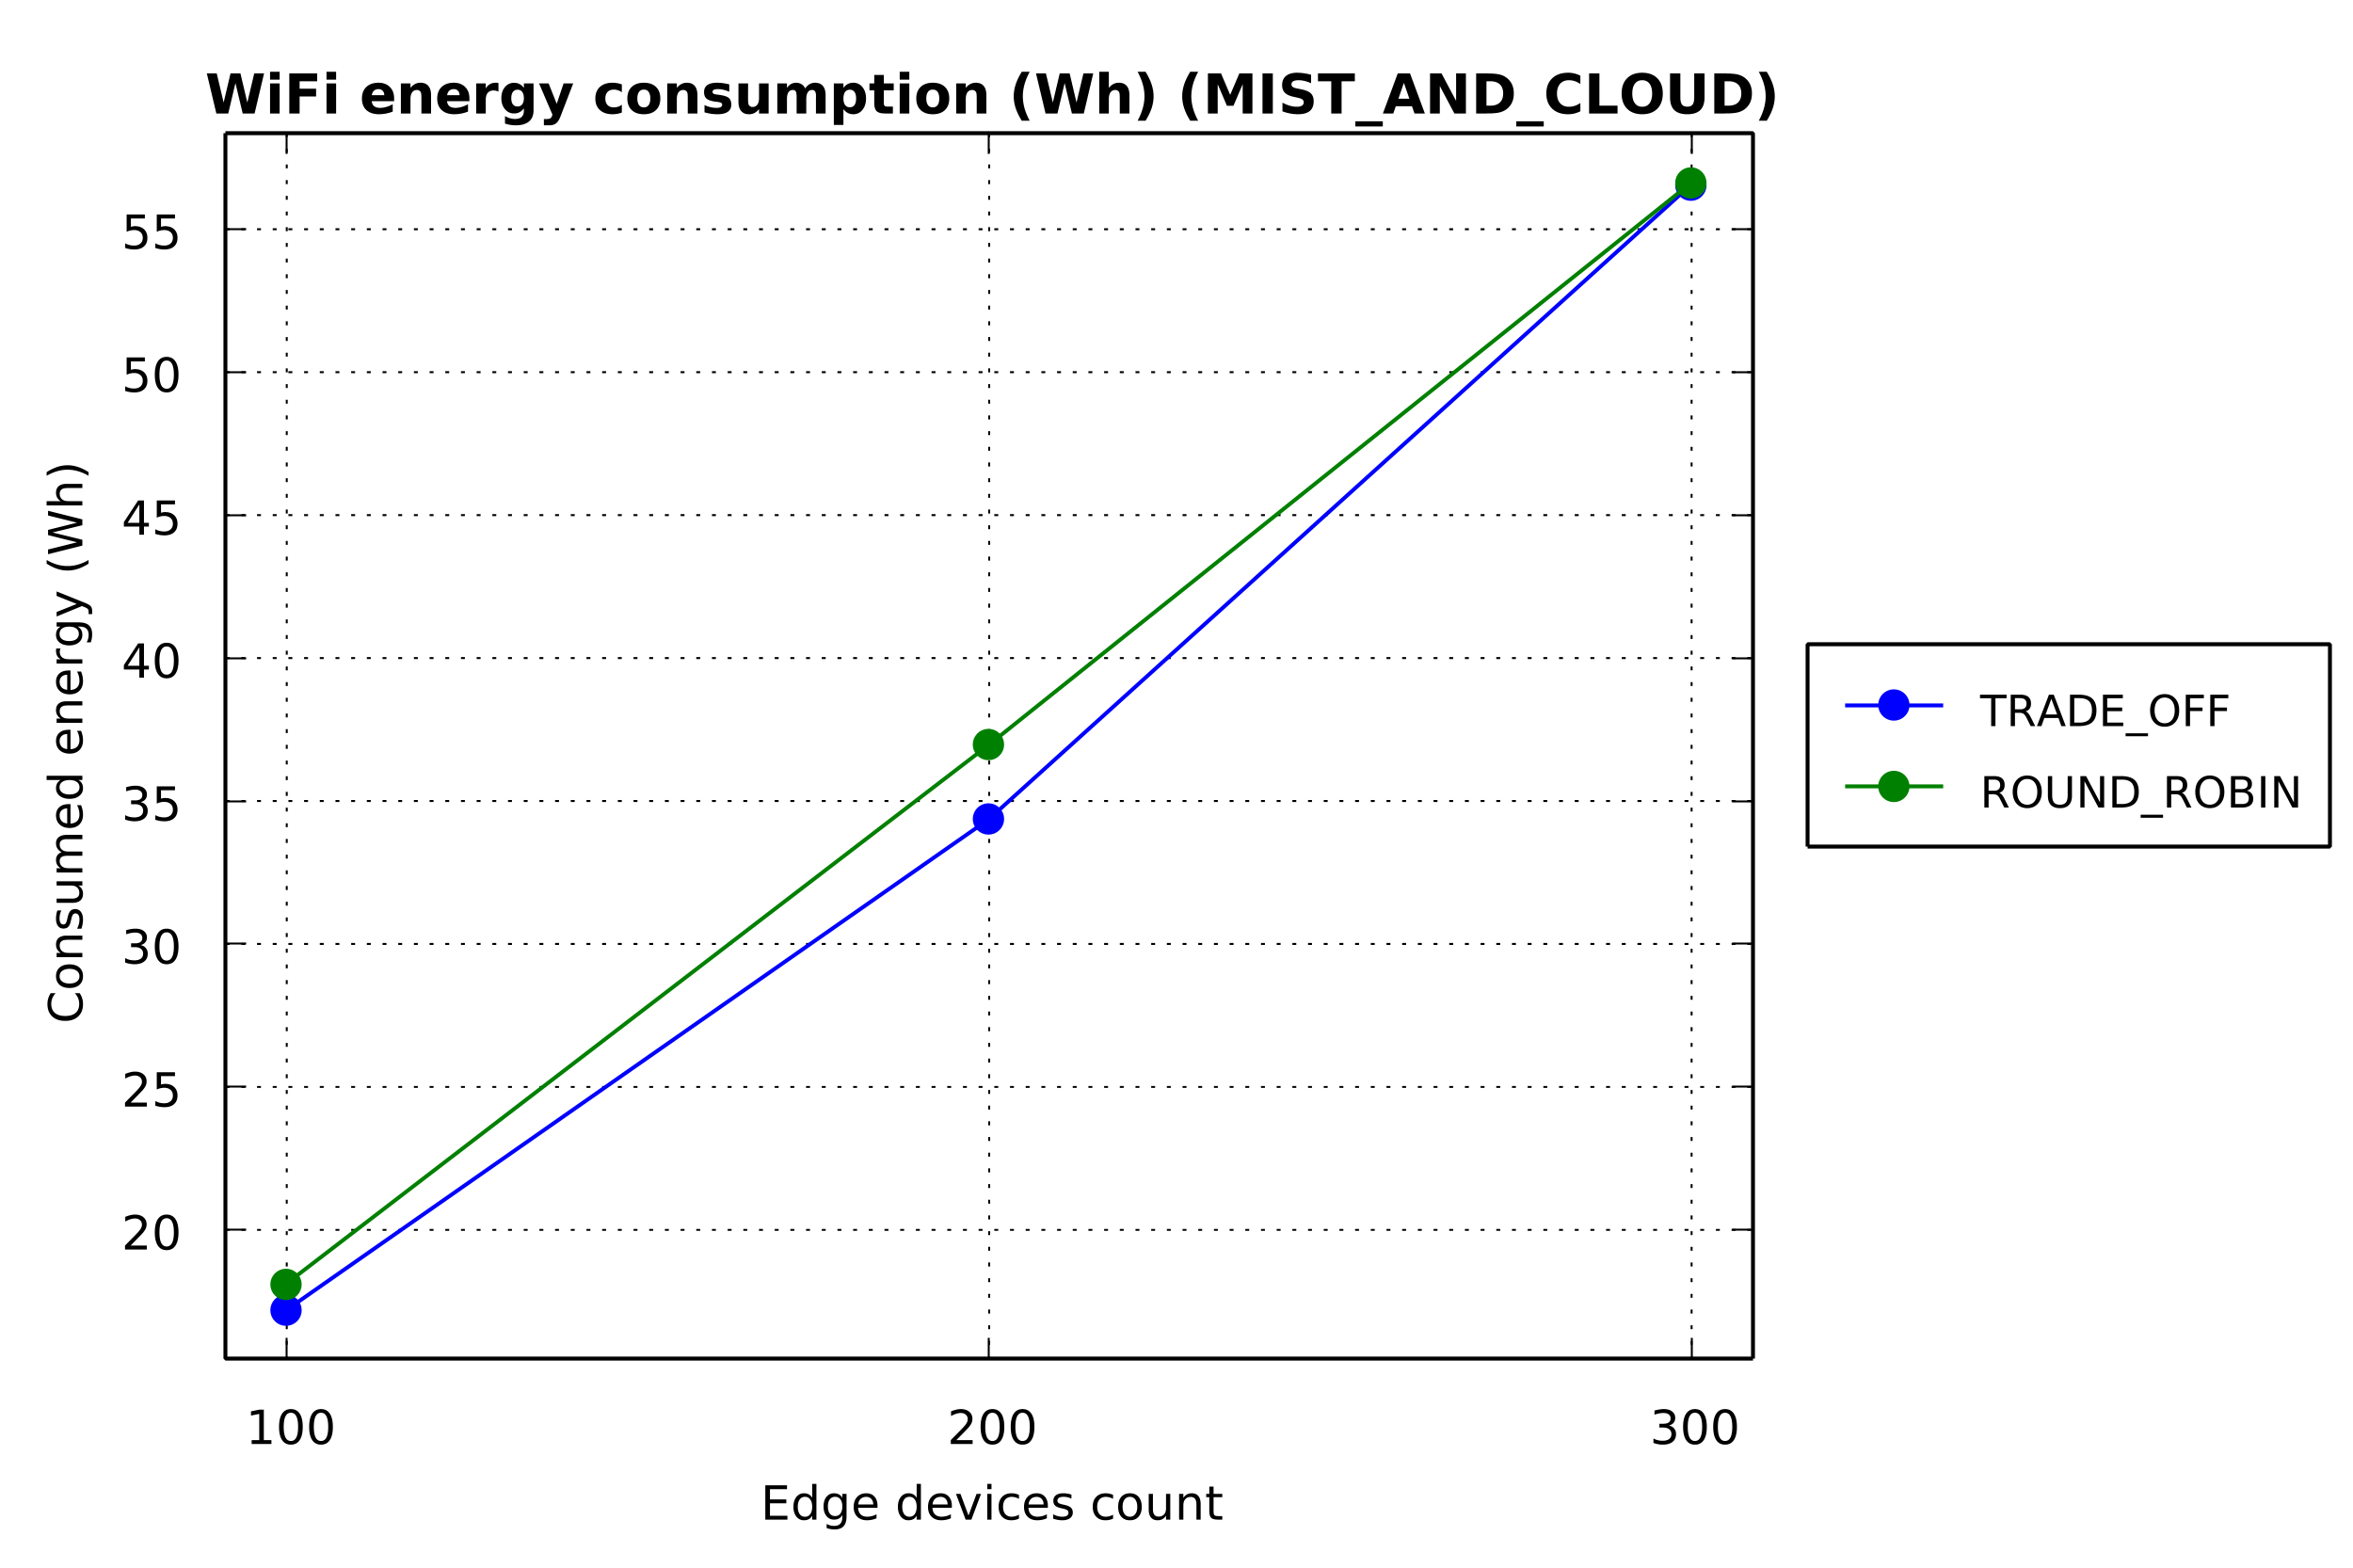 WiFi energy consumption (Wh) (MIST_AND_CLOUD)
Consumed energy (Wh)
55
50
45
40
35
30
25
20
100 200 300
Edge devices count
TRADE_OFF
ROUND_ROBIN